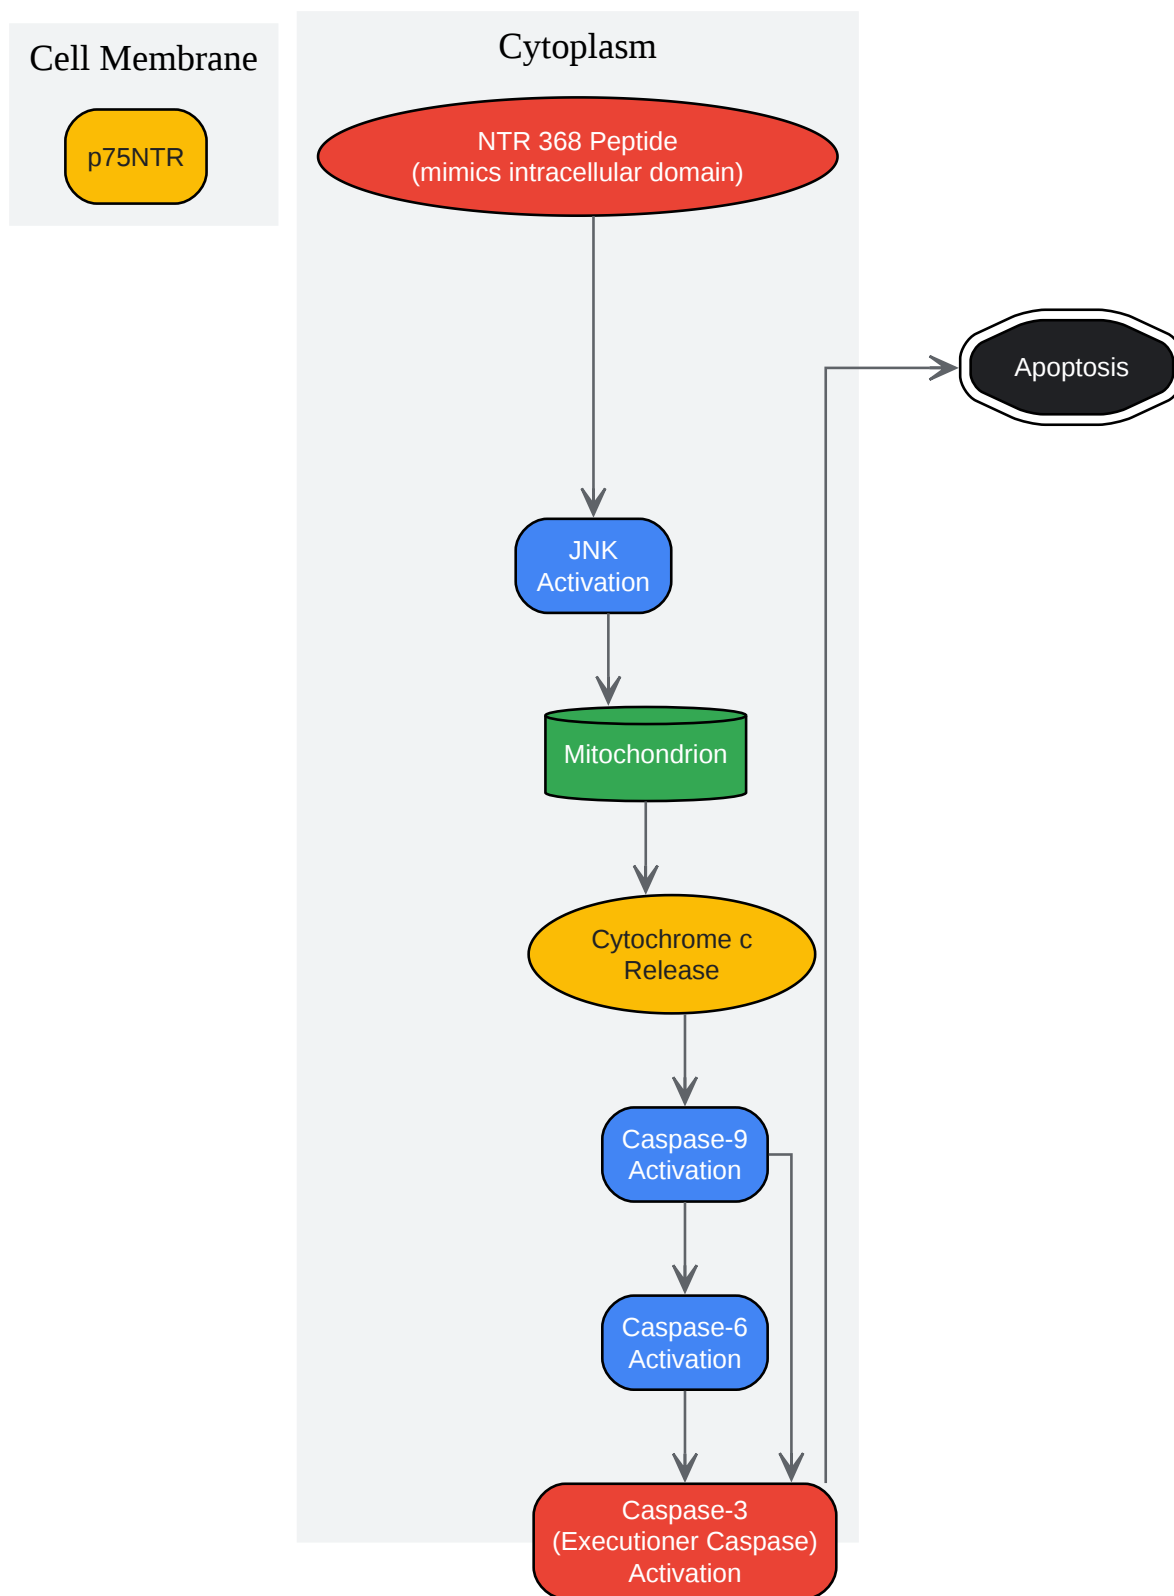 Cell Membrane
p75NTR
Cytoplasm
NTR 368 Peptide
(mimics intracellular domain)
Apoptosis
JNK
Activation
Mitochondrion
Cytochrome c
Release
Caspase-9
Activation
Caspase-6
Activation
Caspase-3
(Executioner Caspase)
Activation